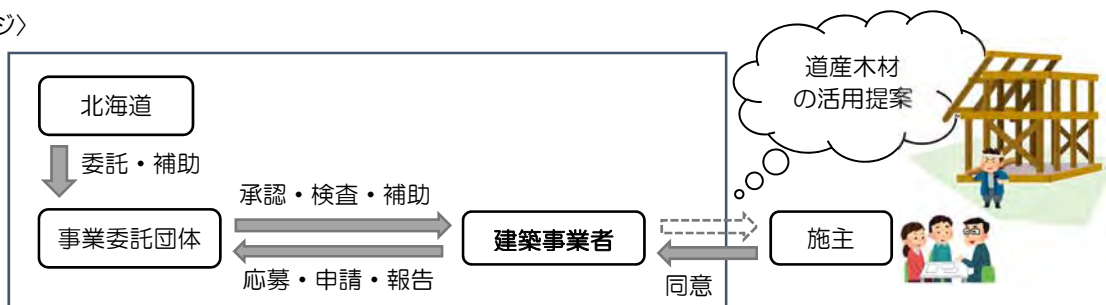 ジ〉
道産木材
の活用提案
北海道
委託・補助
承認・検査・補助
事業委託団体
建築事業者
施主
応募・申請・報告
同意